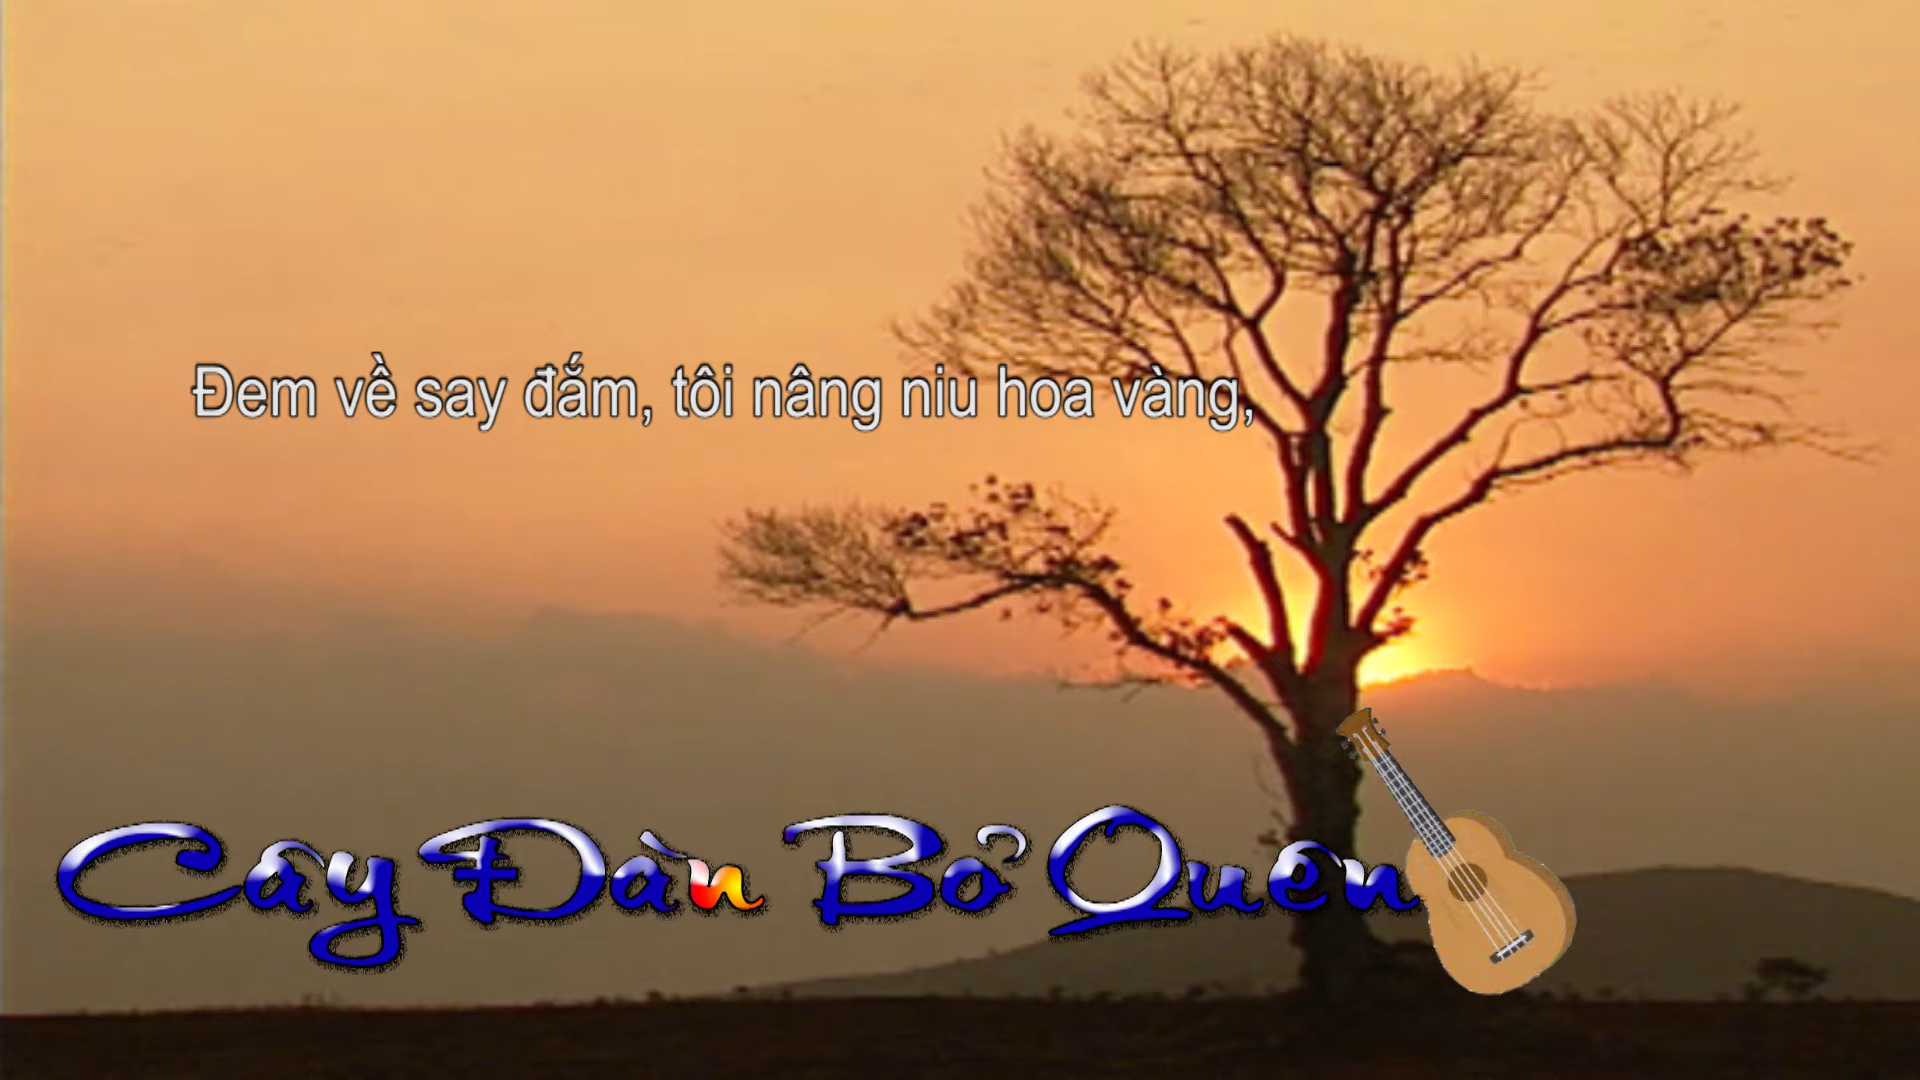 Đem về say đắm, tôi nâng niu hoa vàng,
Cây Đàn Bỏ Quên